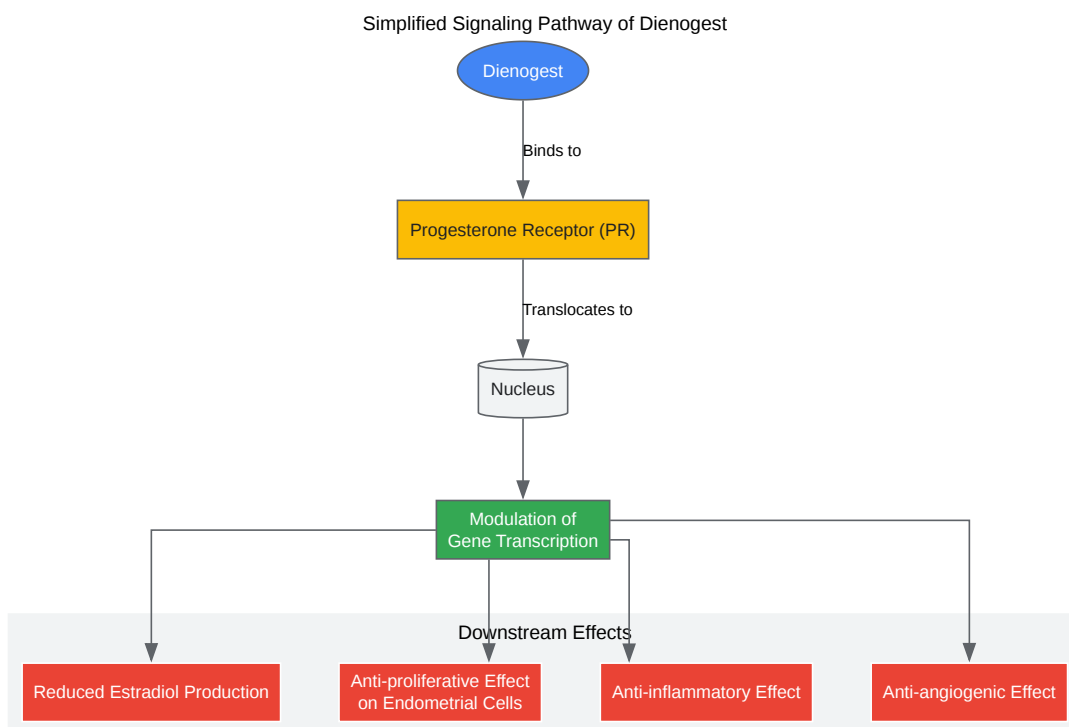 Simplified Signaling Pathway of Dienogest
Dienogest
Binds to
Progesterone Receptor (PR)
Translocates to
Nucleus
Modulation of
Gene Transcription
Downstream Effects
Reduced Estradiol Production
Anti-proliferative Effect
on Endometrial Cells
Anti-inflammatory Effect
Anti-angiogenic Effect